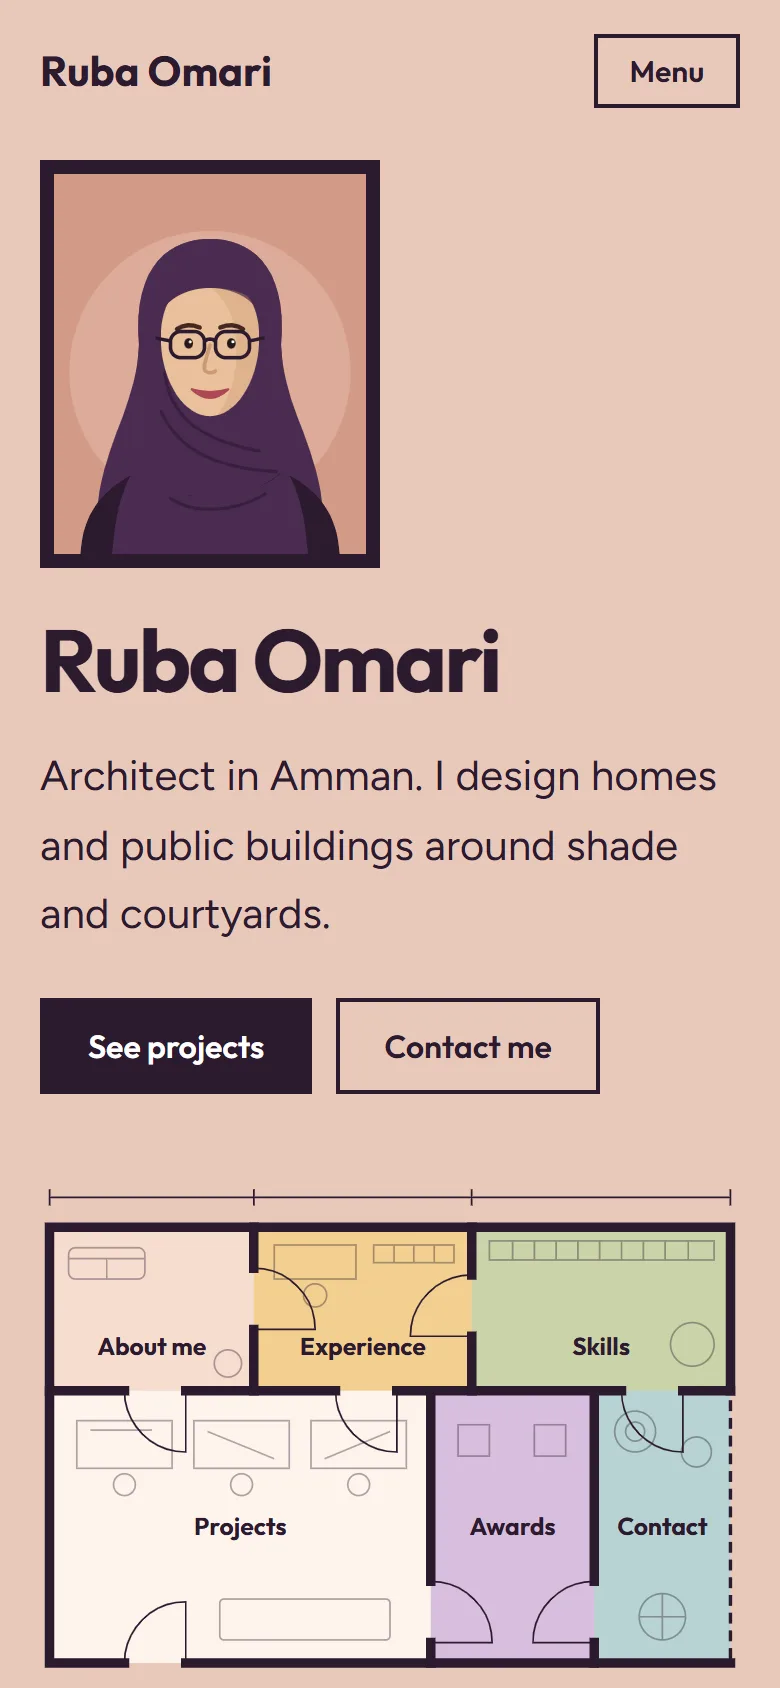 Ruba Omari
Menu
Ruba Omari
Architect in Amman. I design homes
and public buildings around shade
and courtyards.
See projects
Contact me
About me
Experience
Skills
Projects
Awards
Contact